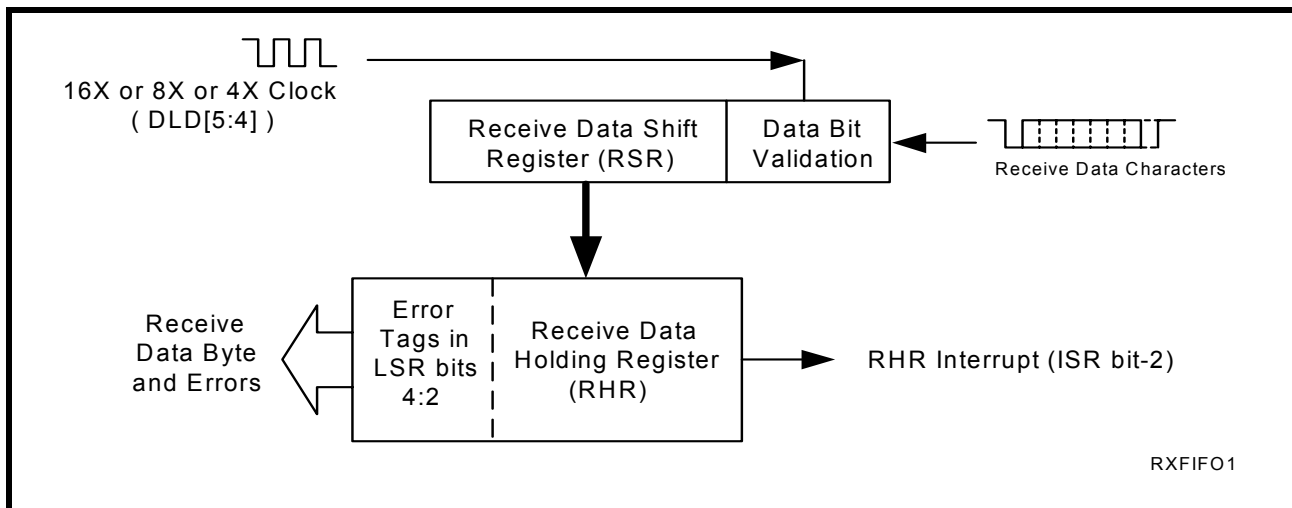 16X or 8X or 4X Clock
( DLD[5:4] )
Receive Data Shift
Register (RSR)
Data Bit
Validation
Receive Data Characters
Receive
Data Byte
and Errors
Error
Tags in
LSR bits
4:2
Receive Data
Holding Register
(RHR)
RHR Interrupt (ISR bit-2)
RXFIFO1